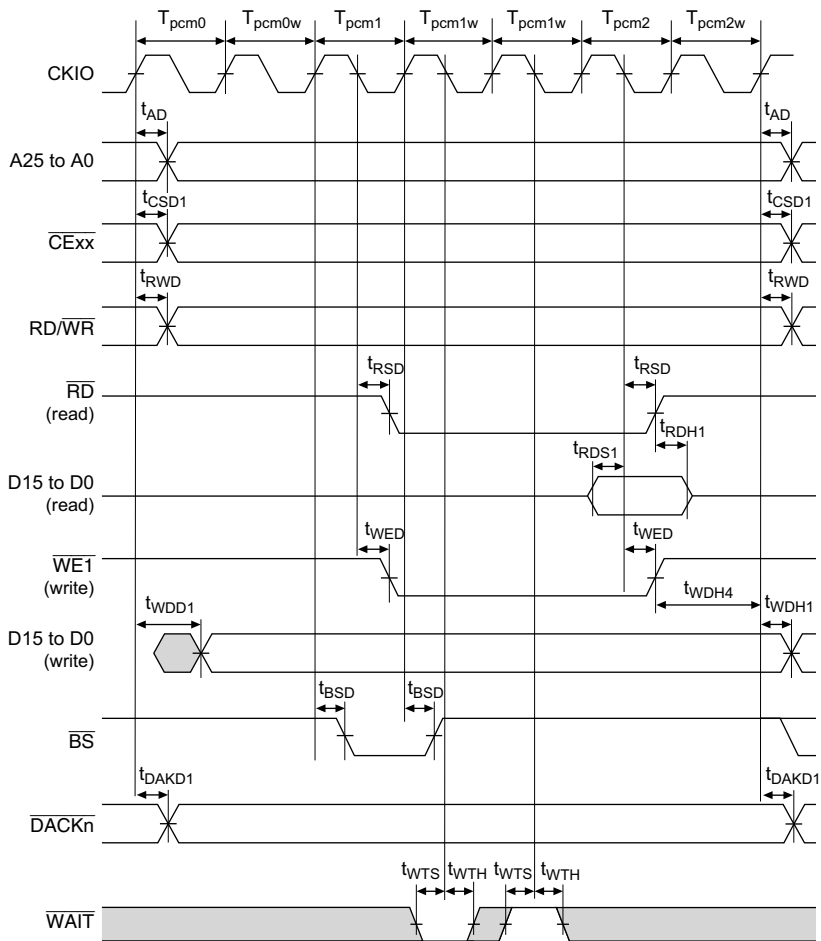 Tpcm0 Tpcm0w Tpcm1 Tpcm1w Tpcm1w Tpcm2 Tpcm2w
CKIO
tAD tAD
A25 to A0
tCSD1 tCSD1
CExx
tRWD tRWD
RD/WR
tRSD tRSD
RD
(read)
tRDH1
tRDS1
D15 to D0
(read)
tWED tWED
WE1
(write)
tWDH4
tWDD1 tWDH1
D15 to D0
(write)
tBSD tBSD
BS
tDAKD1 tDAKD1
DACKn
tWTS tWTH tWTS tWTH
WAIT